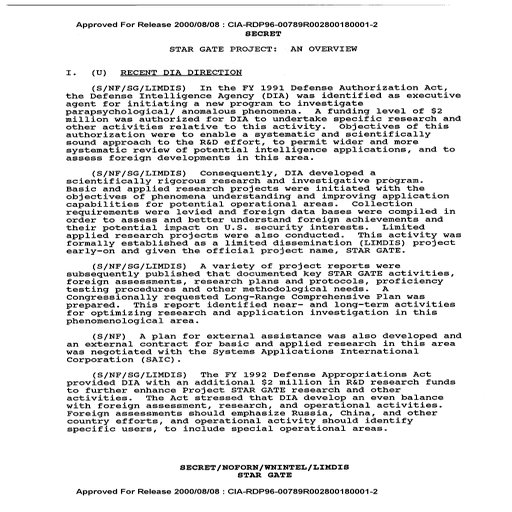 Approved For Release 2000/08/08 : CIA-RDP96-00789R002800180001-2
SECRET
STAR GATE PROJECT: AN OVERVIEW
I. (U) RECENT DIA DIRECTION
(S/NF/SG/LIMDIS) In the FY 1991 Defense Authorization Act,
the Defense Intelligence Agency (DIA) was identified as executive
agent for initiating a new program to investigate
parapsychological/ anomalous phenomena. A funding level of $2
million was authorized for DIA to undertake specific research and
other activities relative to this activity. Objectives of this
authorization were to enable a systematic and scientifically
sound approach to the R&D effort, to permit wider and more
systematic review of potential intelligence applications, and to
assess foreign developments in this area.
(S/NF/SG/LIMDIS) Consequently, DIA developed a
scientifically rigorous research and investigative program.
Basic and applied research projects were initiated with the
objectives of phenomena understanding and improving application
capabilities for potential operational areas. Collection
requirements were levied and foreign data bases were compiled in
order to assess and better understand foreign achievements and
their potential impact on U.S. security interests. Limited
applied research projects were also conducted. This activity was
formally established as a limited dissemination (LIMDIS) project
early-on and given the official project name, STAR GATE.
(S/NF/SG/LIMDIS) A variety of project reports were
subsequently published that documented key STAR GATE activities,
foreign assessments, research plans and protocols, proficiency
testing procedures and other methodological needs. A
Congressionally requested Long-Range Comprehensive Plan was
prepared. This report identified near- and long-term activities
for optimizing research and application investigation in this
phenomenological area.
(S/NF) A plan for external assistance was also developed and
an external contract for basic and applied research in this area
was negotiated with the Systems Applications International
Corporation (SAIC).
(S/NF/SG/LIMDIS) The FY 1992 Defense Appropriations Act
provided DIA with an additional $2 million in R&D research funds
to further enhance Project STAR GATE research and other
activities. The Act stressed that DIA develop an even balance
with foreign assessment, research, and operational activities.
Foreign assessments should emphasize Russia, China, and other
country efforts, and operational activity should identify
specific users, to include special operational areas.
SECRET/NOFORN/WNINTEL/LIMDIS
STAR GATE
Approved For Release 2000/08/08 : CIA-RDP96-00789R002800180001-2